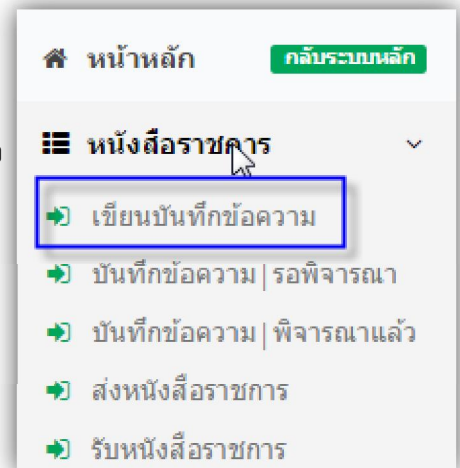 หน้าหลัก กลับระบบหลัก
หนังสือราชการ
เขียนบันทึกข้อความ
บันทึกข้อความ | รอพิจารณา
บันทึกข้อความ | พิจารณาแล้ว
ส่งหนังสือราชการ
รับหนังสือราชการ